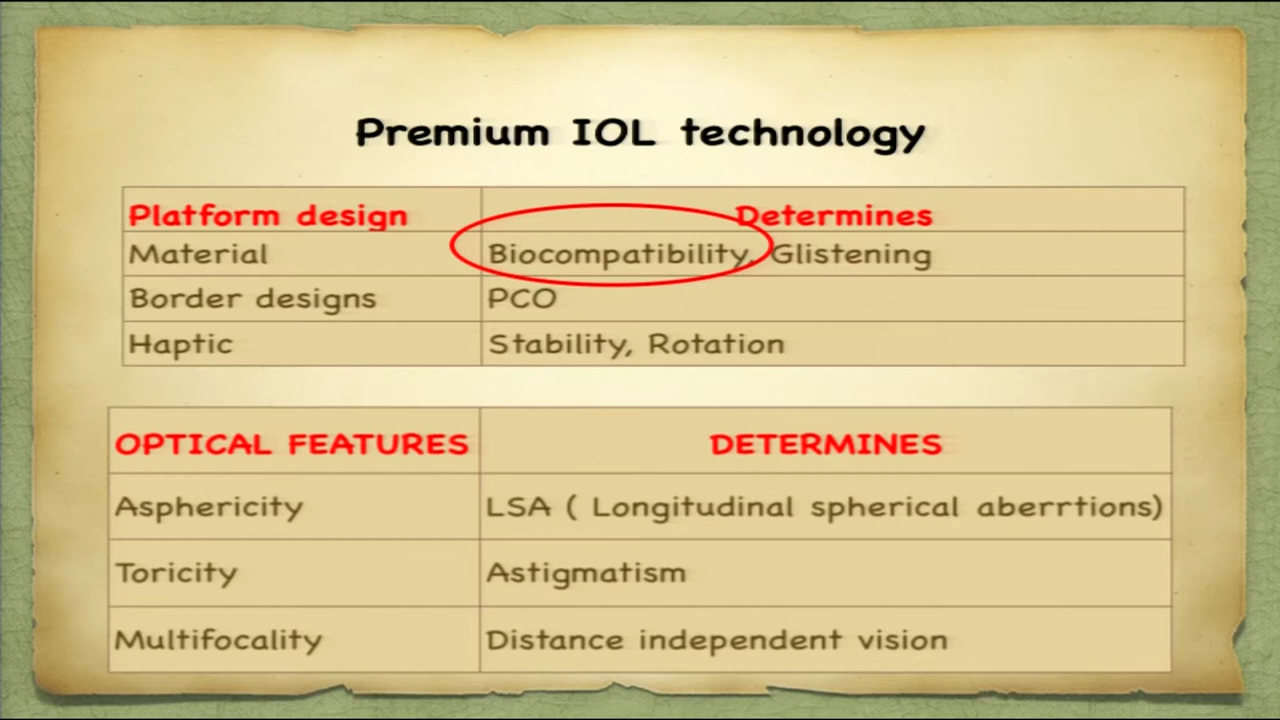 Premium IOL technology
Platform design Determines
Material Biocompatibility, Glistening
Border designs PCO
Haptic Stability, Rotation
OPTICAL FEATURES DETERMINES
Asphericity LSA ( Longitudinal spherical aberrtions)
Toricity Astigmatism
Multifocality Distance independent vision